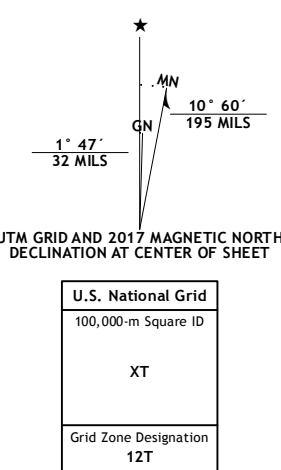 ★
MN
10° 60´
195 MILS
GN
1° 47´
32 MILS
UTM GRID AND 2017 MAGNETIC NORTH
DECLINATION AT CENTER OF SHEET
U.S. National Grid
100,000-m Square ID
XT
Grid Zone Designation
12T